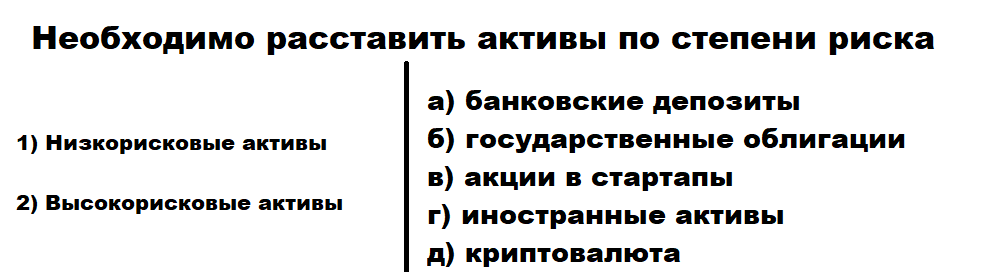 Необходимо расставить активы по степени риска
1) Низкорисковые активы
2) Высокорисковые активы
а) банковские депозиты
б) государственные облигации
в) акции в стартапы
г) иностранные активы
д) криптовалюта